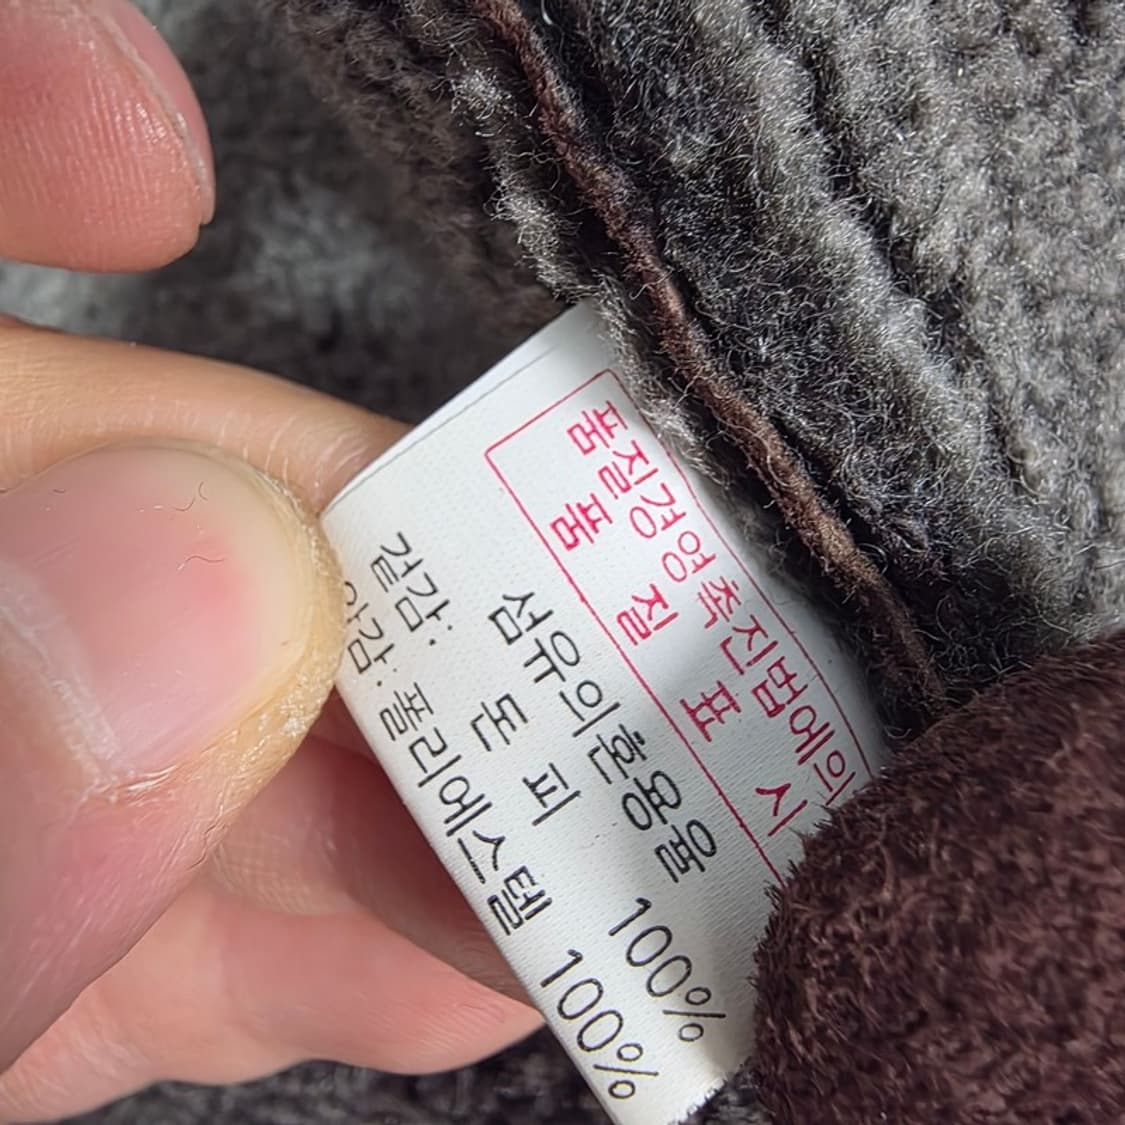 품질경영촉진법에의
품 질 표 시
섬유의혼용율
겉감: 돈 피 100%
안감: 폴리에스텔 100%